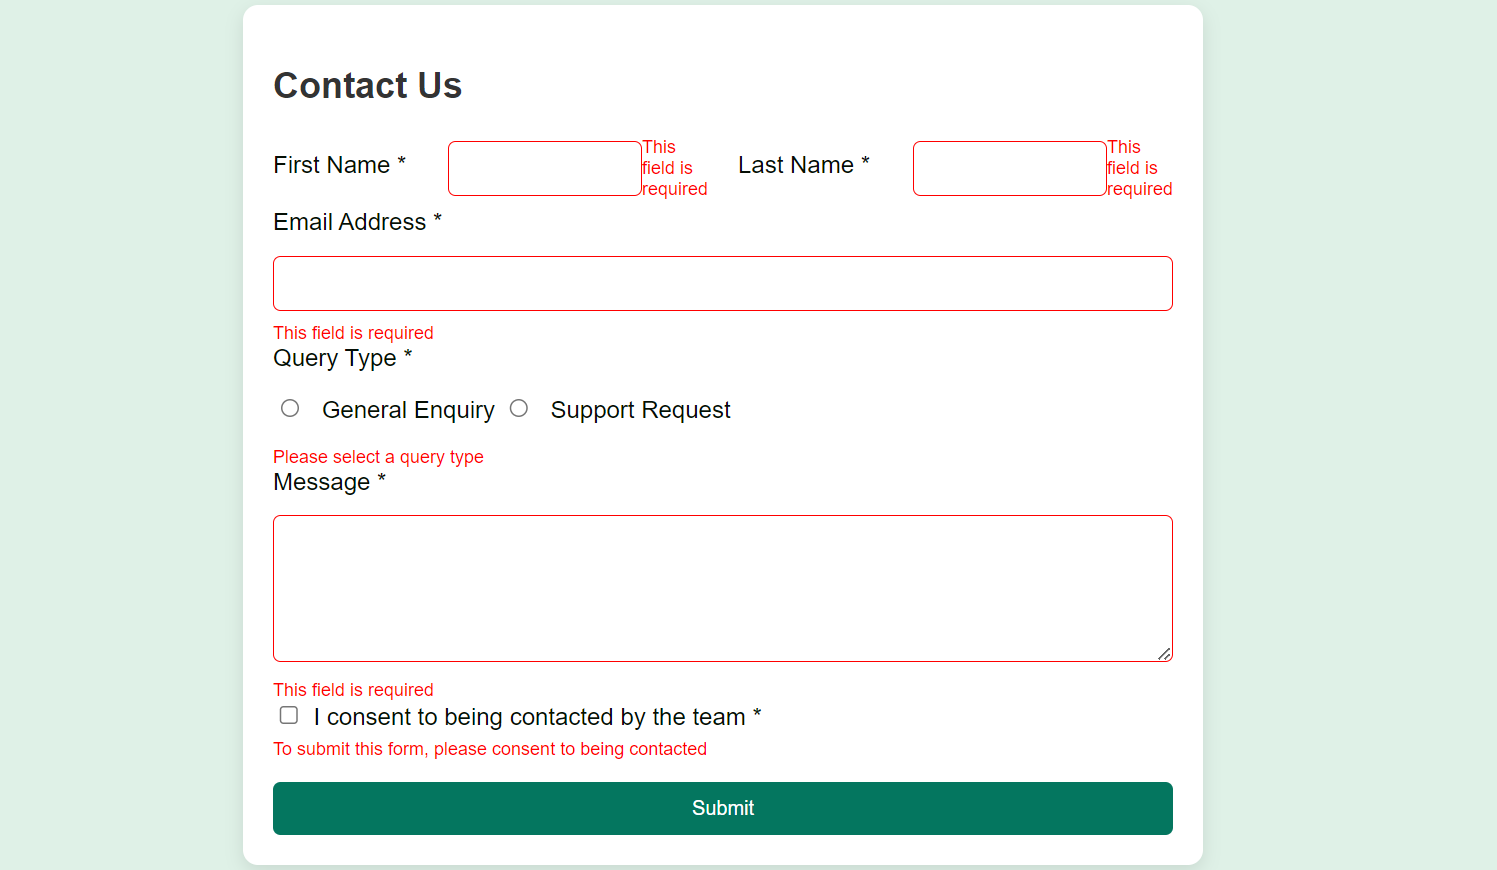 Contact Us
First Name *
This
field is
required
Last Name *
This
field is
required
Email Address *
This field is required
Query Type *
General Enquiry
Support Request
Please select a query type
Message *
This field is required
I consent to being contacted by the team *
To submit this form, please consent to being contacted
Submit